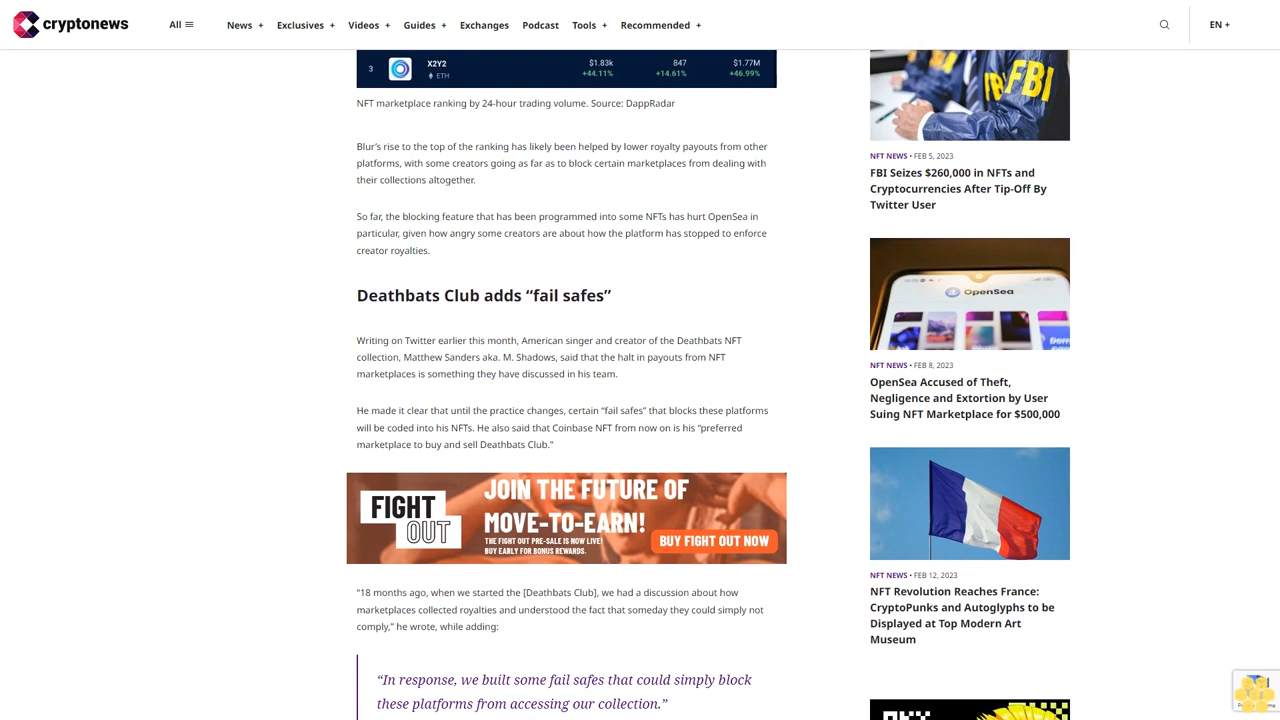 cryptonews
All
News +
Exclusives +
Videos +
Guides +
Exchanges
Podcast
Tools +
Recommended +
EN +
3
X2Y2
ETH
$1.83k
+44.11%
847
+14.61%
$1.77M
+46.99%
NFT marketplace ranking by 24-hour trading volume. Source: DappRadar
Blur's rise to the top of the ranking has likely been helped by lower royalty payouts from other
platforms, with some creators going as far as to block certain marketplaces from dealing with
their collections altogether.
So far, the blocking feature that has been programmed into some NFTs has hurt OpenSea in
particular, given how angry some creators are about how the platform has stopped to enforce
creator royalties.
Deathbats Club adds “fail safes”
Writing on Twitter earlier this month, American singer and creator of the Deathbats NFT
collection, Matthew Sanders aka. M. Shadows, said that the halt in payouts from NFT
marketplaces is something they have discussed in his team.
He made it clear that until the practice changes, certain “fail safes” that blocks these platforms
will be coded into his NFTs. He also said that Coinbase NFT from now on is his “preferred
marketplace to buy and sell Deathbats Club.”
FIGHT
OUT
JOIN THE FUTURE OF
MOVE-TO-EARN!
THE FIGHT OUT PRE-SALE IS NOW LIVE!
BUY EARLY FOR BONUS REWARDS.
BUY FIGHT OUT NOW
“18 months ago, when we started the [Deathbats Club], we had a discussion about how
marketplaces collected royalties and understood the fact that someday they could simply not
comply,” he wrote, while adding:
“In response, we built some fail safes that could simply block
these platforms from accessing our collection.”
FBI
FBI
NFT NEWS • FEB 5, 2023
FBI Seizes $260,000 in NFTs and
Cryptocurrencies After Tip-Off By
Twitter User
OpenSea
NFT NEWS • FEB 8, 2023
OpenSea Accused of Theft,
Negligence and Extortion by User
Suing NFT Marketplace for $500,000
NFT NEWS • FEB 12, 2023
NFT Revolution Reaches France:
CryptoPunks and Autoglyphs to be
Displayed at Top Modern Art
Museum